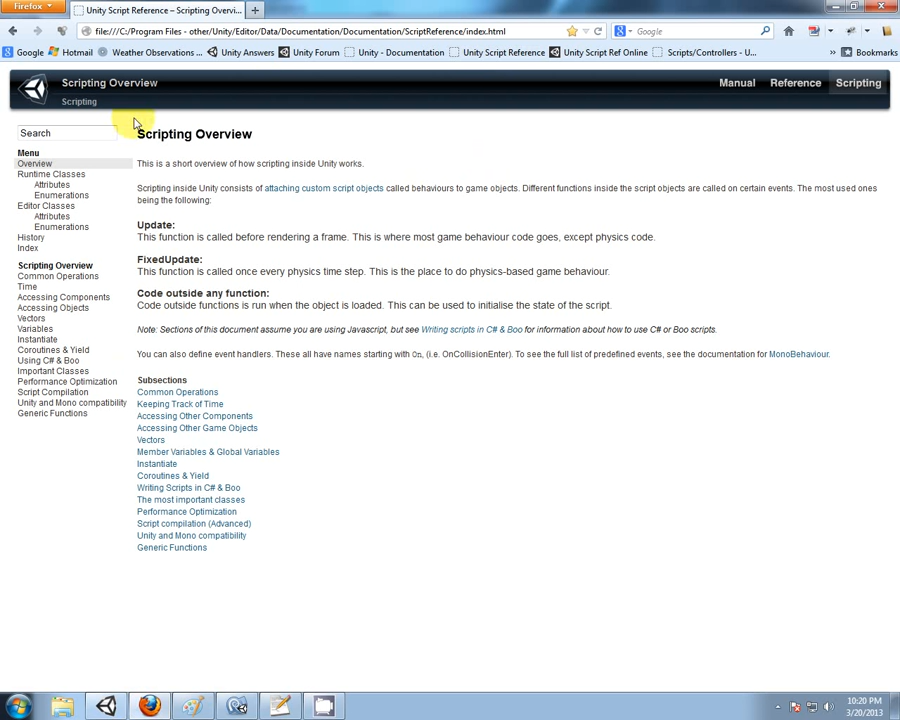 Firefox
Unity Script Reference – Scripting Overvi...
file:///C:/Program Files - other/Unity/Editor/Data/Documentation/Documentation/ScriptReference/index.html
Google
Google
Hotmail
Weather Observations ...
Unity Answers
Unity Forum
Unity - Documentation
Unity Script Reference
Unity Script Ref Online
Scripts/Controllers - U...
Bookmarks
Scripting Overview
Manual
Reference
Scripting
Scripting
Search
Menu
Overview
Runtime Classes
Attributes
Enumerations
Editor Classes
Attributes
Enumerations
History
Index
Scripting Overview
Common Operations
Time
Accessing Components
Accessing Objects
Vectors
Variables
Instantiate
Coroutines & Yield
Using C# & Boo
Important Classes
Performance Optimization
Script Compilation
Unity and Mono compatibility
Generic Functions
Scripting Overview
This is a short overview of how scripting inside Unity works.
Scripting inside Unity consists of attaching custom script objects called behaviours to game objects. Different functions inside the script objects are called on certain events. The most used ones
being the following:
Update:
This function is called before rendering a frame. This is where most game behaviour code goes, except physics code.
FixedUpdate:
This function is called once every physics time step. This is the place to do physics-based game behaviour.
Code outside any function:
Code outside functions is run when the object is loaded. This can be used to initialise the state of the script.
Note: Sections of this document assume you are using Javascript, but see Writing scripts in C# & Boo for information about how to use C# or Boo scripts.
You can also define event handlers. These all have names starting with On, (i.e. OnCollisionEnter). To see the full list of predefined events, see the documentation for MonoBehaviour.
Subsections
Common Operations
Keeping Track of Time
Accessing Other Components
Accessing Other Game Objects
Vectors
Member Variables & Global Variables
Instantiate
Coroutines & Yield
Writing Scripts in C# & Boo
The most important classes
Performance Optimization
Script compilation (Advanced)
Unity and Mono compatibility
Generic Functions
10:20 PM
3/20/2013